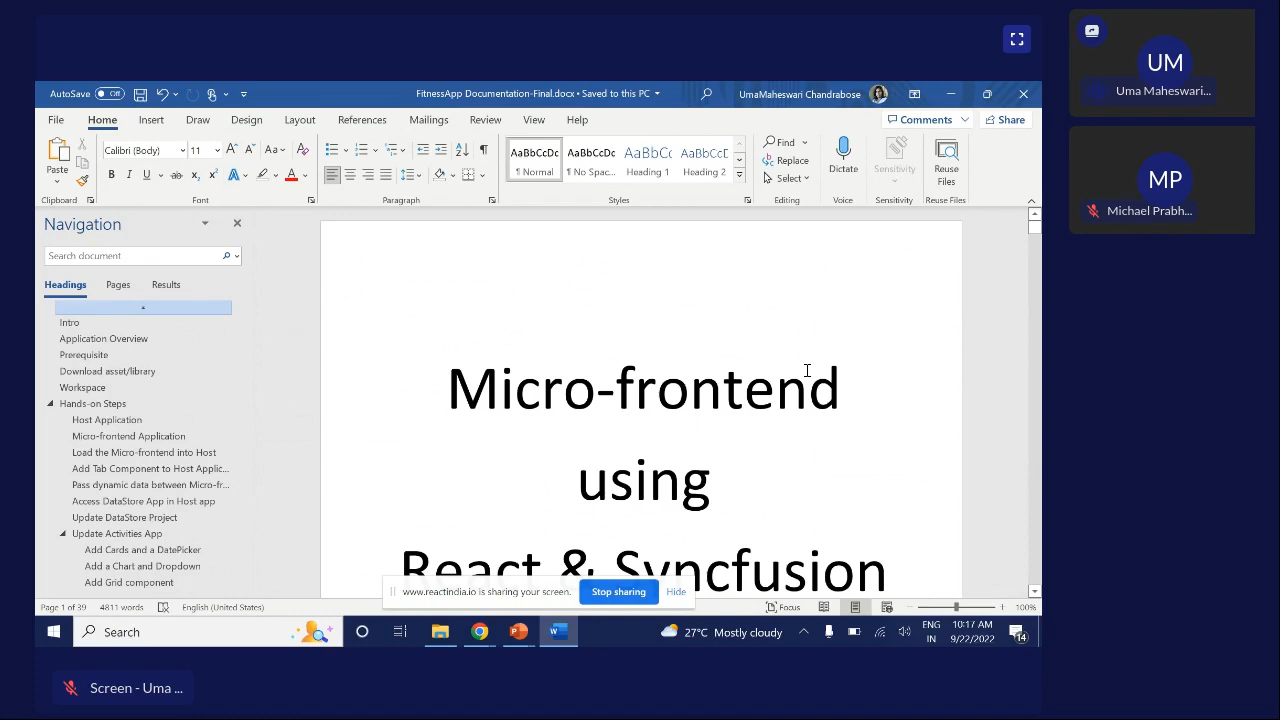 UM
Uma Maheswari...
MP
Michael Prabh...
AutoSave Off
FitnessApp Documentation-Final.docx • Saved to this PC
UmaMaheswari Chandrabose
File Home Insert Draw Design Layout References Mailings Review View Help
Comments Share
Paste
Clipboard
Calibri (Body) 11
Font
Paragraph
AaBbCcDc
¶ Normal
AaBbCcDc
¶ No Spac...
AaBbCc
Heading 1
AaBbCcD
Heading 2
Styles
Find
Replace
Select
Editing
Dictate
Voice
Sensitivity
Sensitivity
Reuse
Files
Reuse Files
Navigation
Search document
Headings Pages Results
Intro
Application Overview
Prerequisite
Download asset/library
Workspace
Hands-on Steps
Host Application
Micro-frontend Application
Load the Micro-frontend into Host
Add Tab Component to Host Applic...
Pass dynamic data between Micro-fr...
Access DataStore App in Host app
Update DataStore Project
Update Activities App
Add Cards and a DatePicker
Add a Chart and Dropdown
Add Grid component
Micro-frontend
using
React & Syncfusion
www.reactindia.io is sharing your screen. Stop sharing Hide
Page 1 of 39 4811 words English (United States) Focus 100%
Search
27°C Mostly cloudy
ENG
IN
10:17 AM
9/22/2022
14
Screen - Uma ...